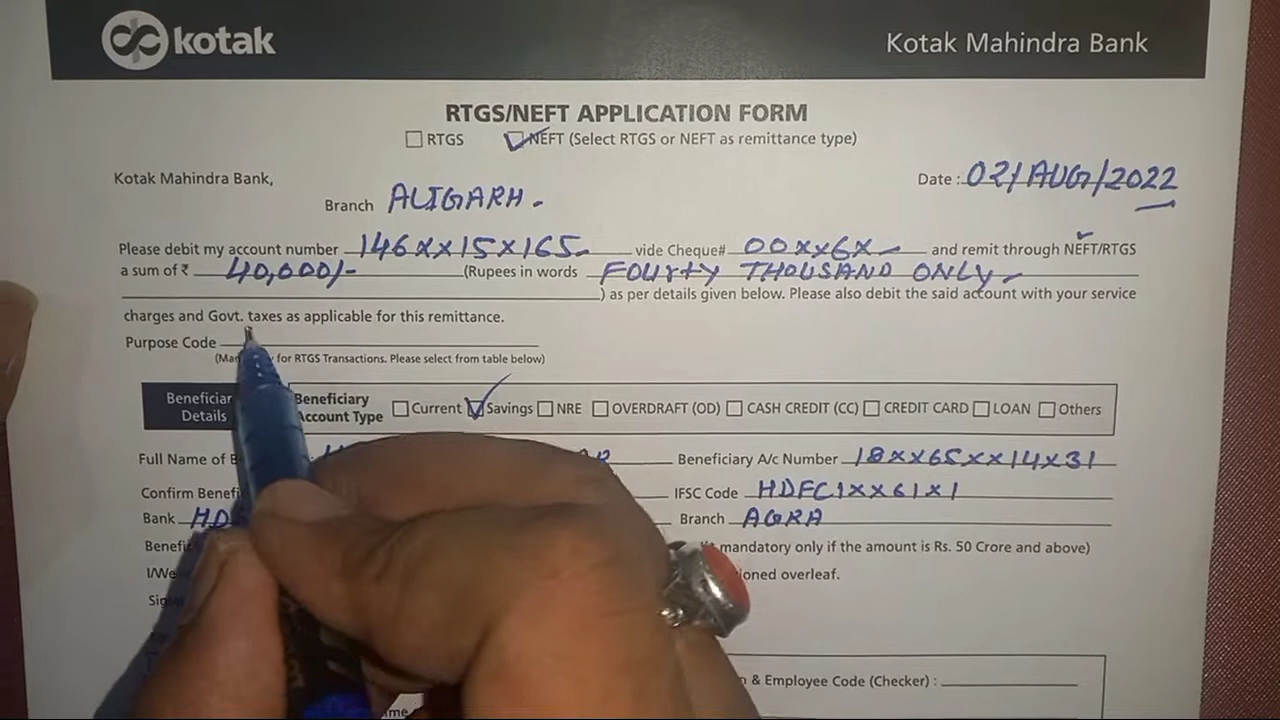 kotak Kotak Mahindra Bank
RTGS/NEFT APPLICATION FORM
RTGS NEFT (Select RTGS or NEFT as remittance type)
Kotak Mahindra Bank, Date : 02/AUG/2022
Branch ALIGARH.
Please debit my account number 146XX15X165 vide Cheque# 00XX6X and remit through NEFT/RTGS
a sum of ₹ 40,000/- (Rupees in words FOURTY THOUSAND ONLY
) as per details given below. Please also debit the said account with your service
charges and Govt. taxes as applicable for this remittance.
Purpose Code
for RTGS Transactions. Please select from table below)
Details Beneficiary Account Type Current Savings NRE OVERDRAFT (OD) CASH CREDIT (CC) CREDIT CARD LOAN Others
Full Name of Beneficiary Beneficiary A/c Number 18XX65XX14X31
Confirm IFSC Code HDFC1XX61X1
Bank Branch AGRA
mandatory only if the amount is Rs. 50 Crore and above)
I/We overleaf.
& Employee Code (Checker) :